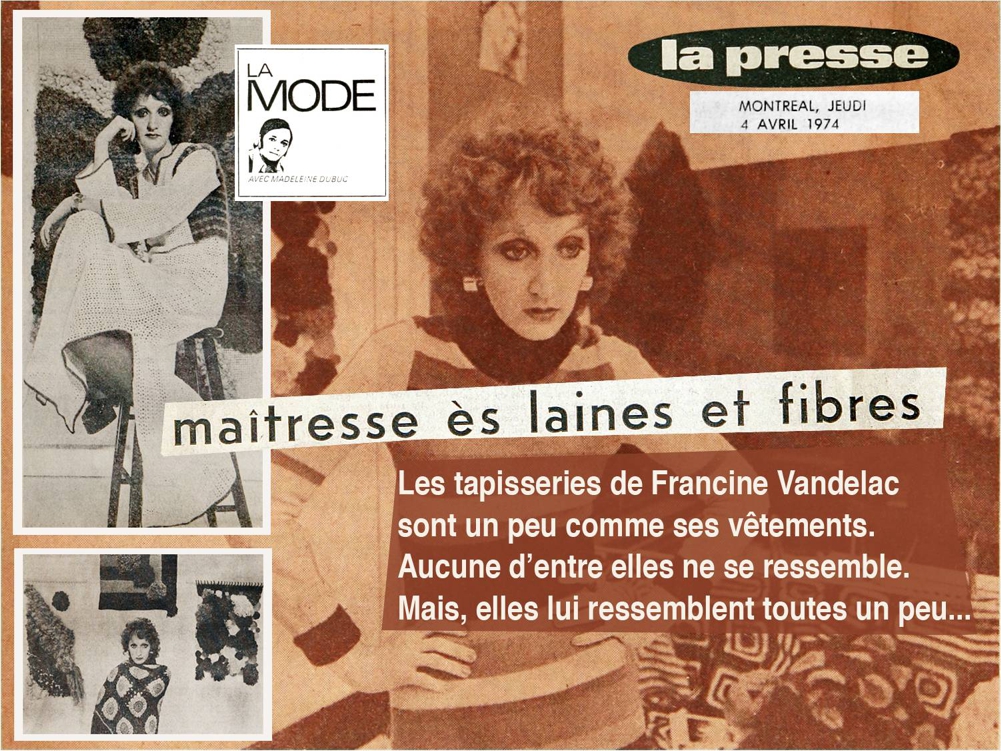 la presse
MONTREAL, JEUDI
4 AVRIL 1974
LA
MODE
AVEC MADELEINE DUBUC
maîtresse ès laines et fibres
Les tapisseries de Francine Vandelac
sont un peu comme ses vêtements.
Aucune d’entre elles ne se ressemble.
Mais, elles lui ressemblent toutes un peu...